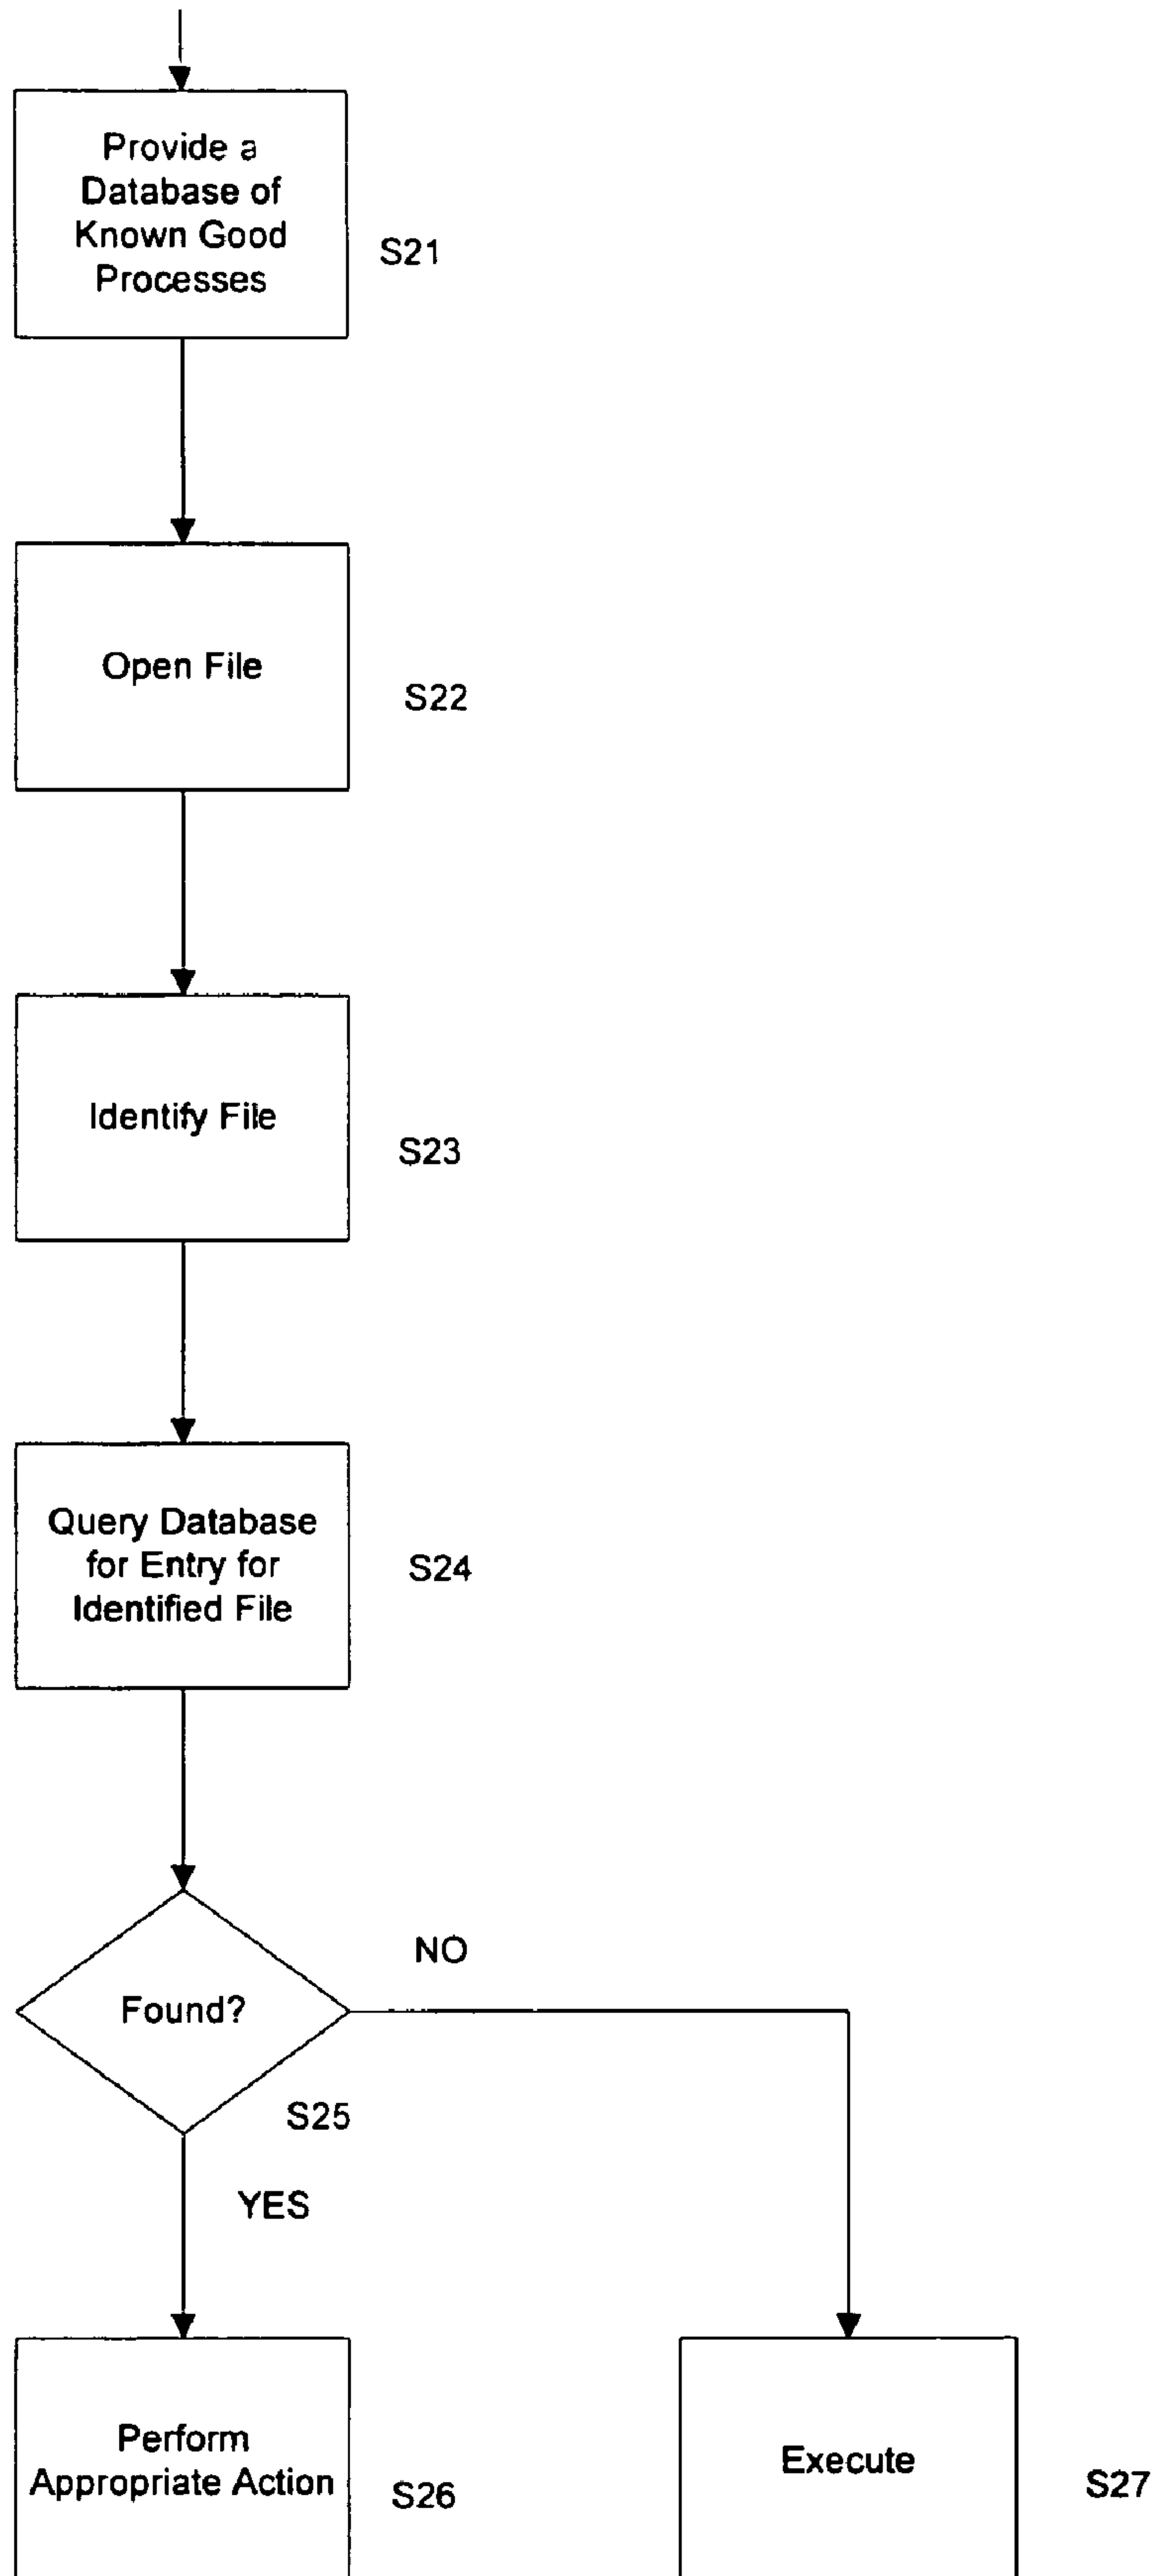 Provide a
Database of
Known Good
Processes
S21
Open File
S22
Identify File
S23
Query Database
for Entry for
Identified File
S24
NO
Found?
S25
YES
Perform
Appropriate Action
S26
Execute
S27